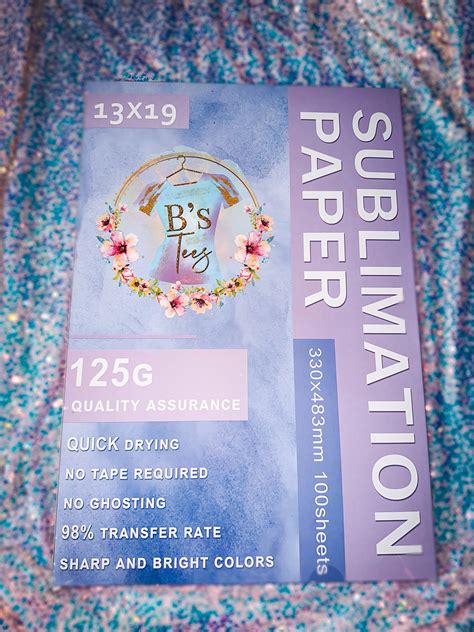 13X19
SUBLIMATION
PAPER
B's
Tees
330x483mm 100sheets
125G
QUALITY ASSURANCE
QUICK DRYING
NO TAPE REQUIRED
NO GHOSTING
98% TRANSFER RATE
SHARP AND BRIGHT COLORS